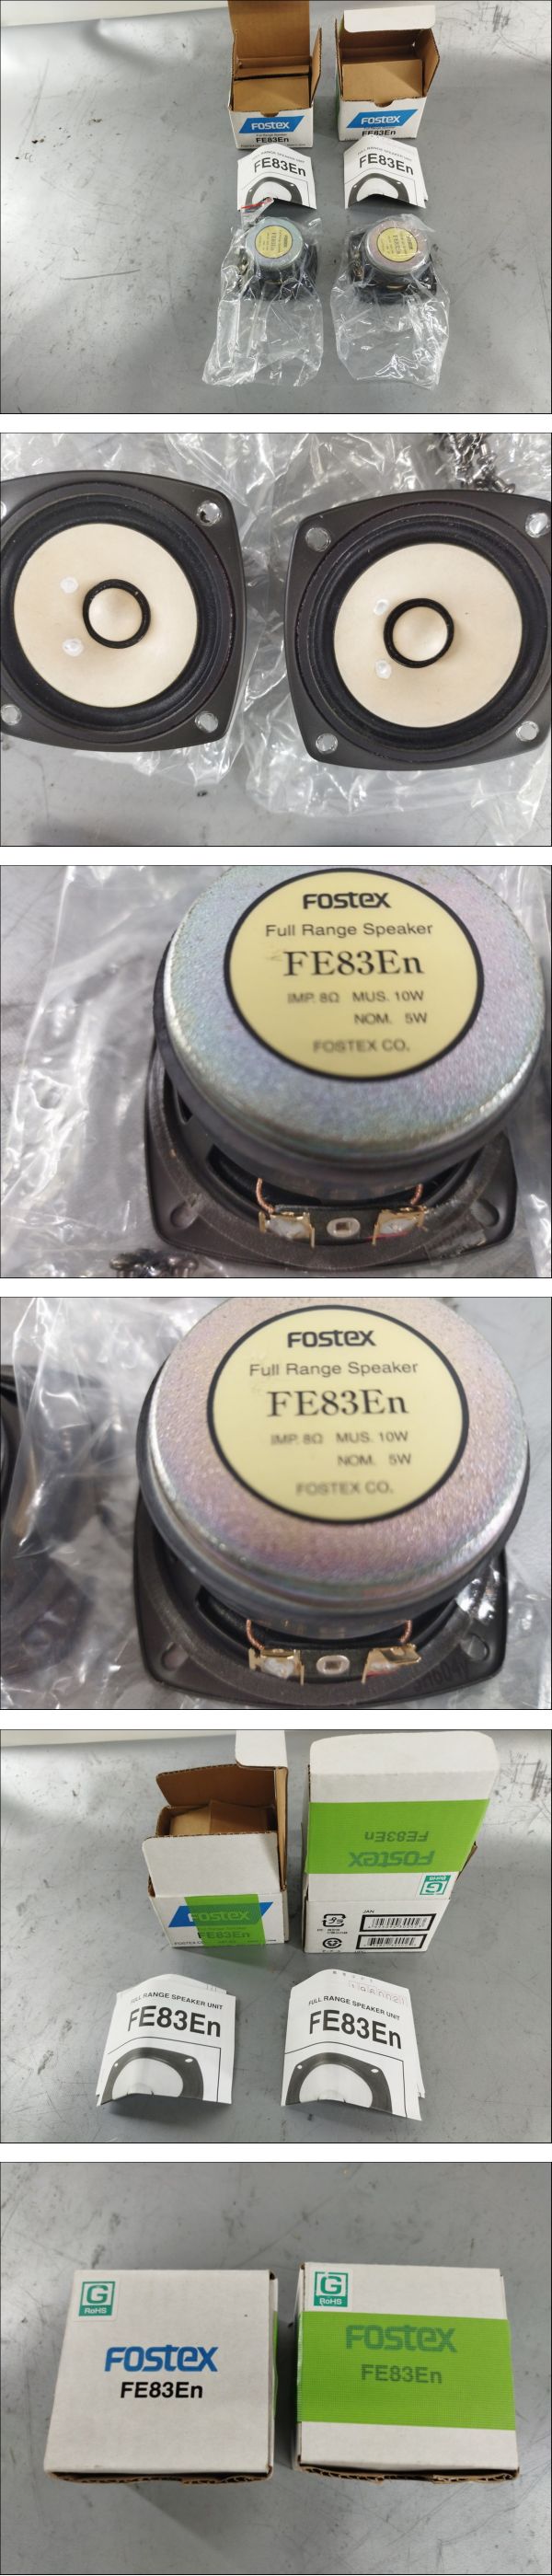 FOSTEX
FE83En
FOSTEX
FE83En
FE83En
FE83En
FOSTEX
Full Range Speaker
FE83En
IMP. 8Ω MUS. 10W
NOM. 5W
FOSTEX CO.
FOSTEX
Full Range Speaker
FE83En
IMP. 8Ω MUS. 10W
NOM. 5W
FOSTEX CO.
FOSTEX
FE83En
FOSTEX
FE83En
G
RoHS
JAN
FULL RANGE SPEAKER UNIT
FE83En
FULL RANGE SPEAKER UNIT
FE83En
G
RoHS
FOSTEX
FE83En
G
RoHS
FOSTEX
FE83En